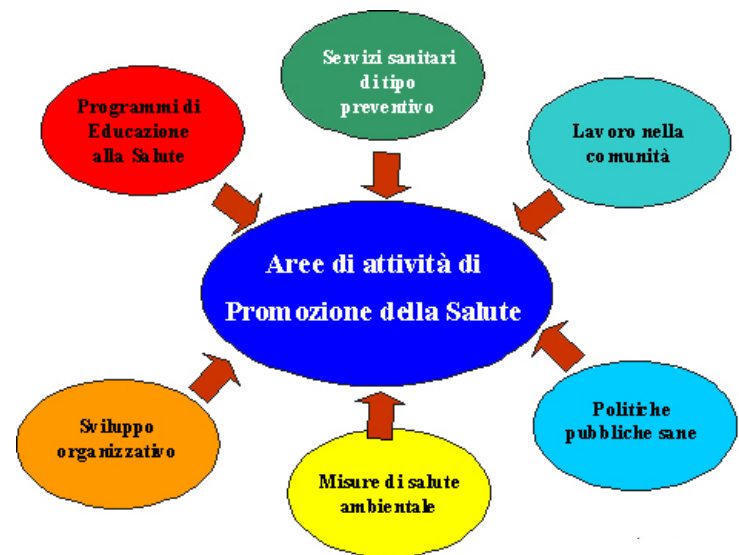 Servizi sanitari
di tipo
preventivo
Programmi di
Educazione
alla Salute
Lavoro nella
comunità
Aree di attività di
Promozione della Salute
Sviluppo
organizzativo
Politiche
pubbliche sane
Misure di salute
ambientale